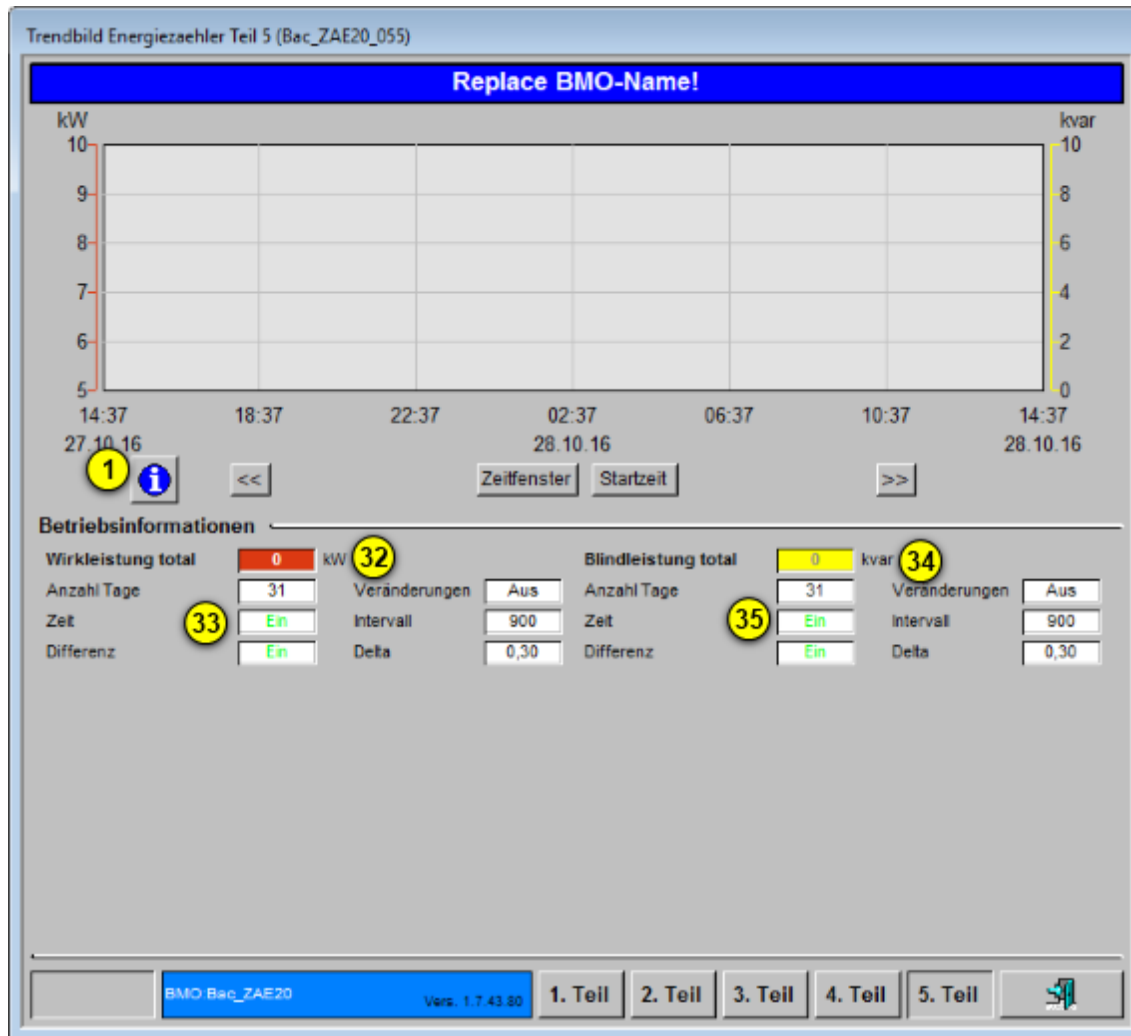 Trendbild Energiezaehler Teil 5 (Bac_ZAE20_055)
Replace BMO-Name!
kW kvar
10 10
9 8
8 6
7 4
6 2
5 0
14:37 18:37 22:37 02:37 06:37 10:37 14:37
27.10.16 28.10.16 28.10.16
1 i << Zeitfenster Startzeit >>
Betriebsinformationen
Wirkleistung total 0 kW 32 Blindleistung total 0 kvar 34
Anzahl Tage 31 Veränderungen Aus Anzahl Tage 31 Veränderungen Aus
Zeit 33 Ein Intervall 900 Zeit 35 Ein Intervall 900
Differenz Ein Delta 0,30 Differenz Ein Delta 0,30
BMO:Bac_ZAE20 Vers. 1.7.43.80 1. Teil 2. Teil 3. Teil 4. Teil 5. Teil